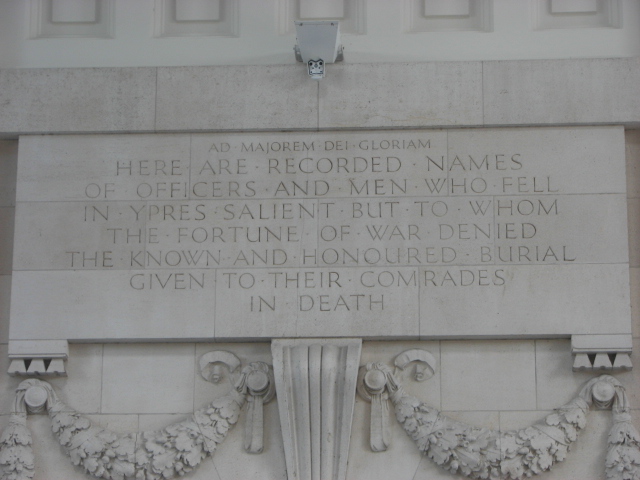 AD · MAJOREM · DEI · GLORIAM
HERE · ARE · RECORDED · NAMES
OF · OFFICERS · AND · MEN · WHO · FELL
IN · YPRES · SALIENT · BUT · TO · WHOM
THE · FORTUNE · OF · WAR · DENIED
THE · KNOWN · AND · HONOURED · BURIAL
GIVEN · TO · THEIR · COMRADES
IN · DEATH